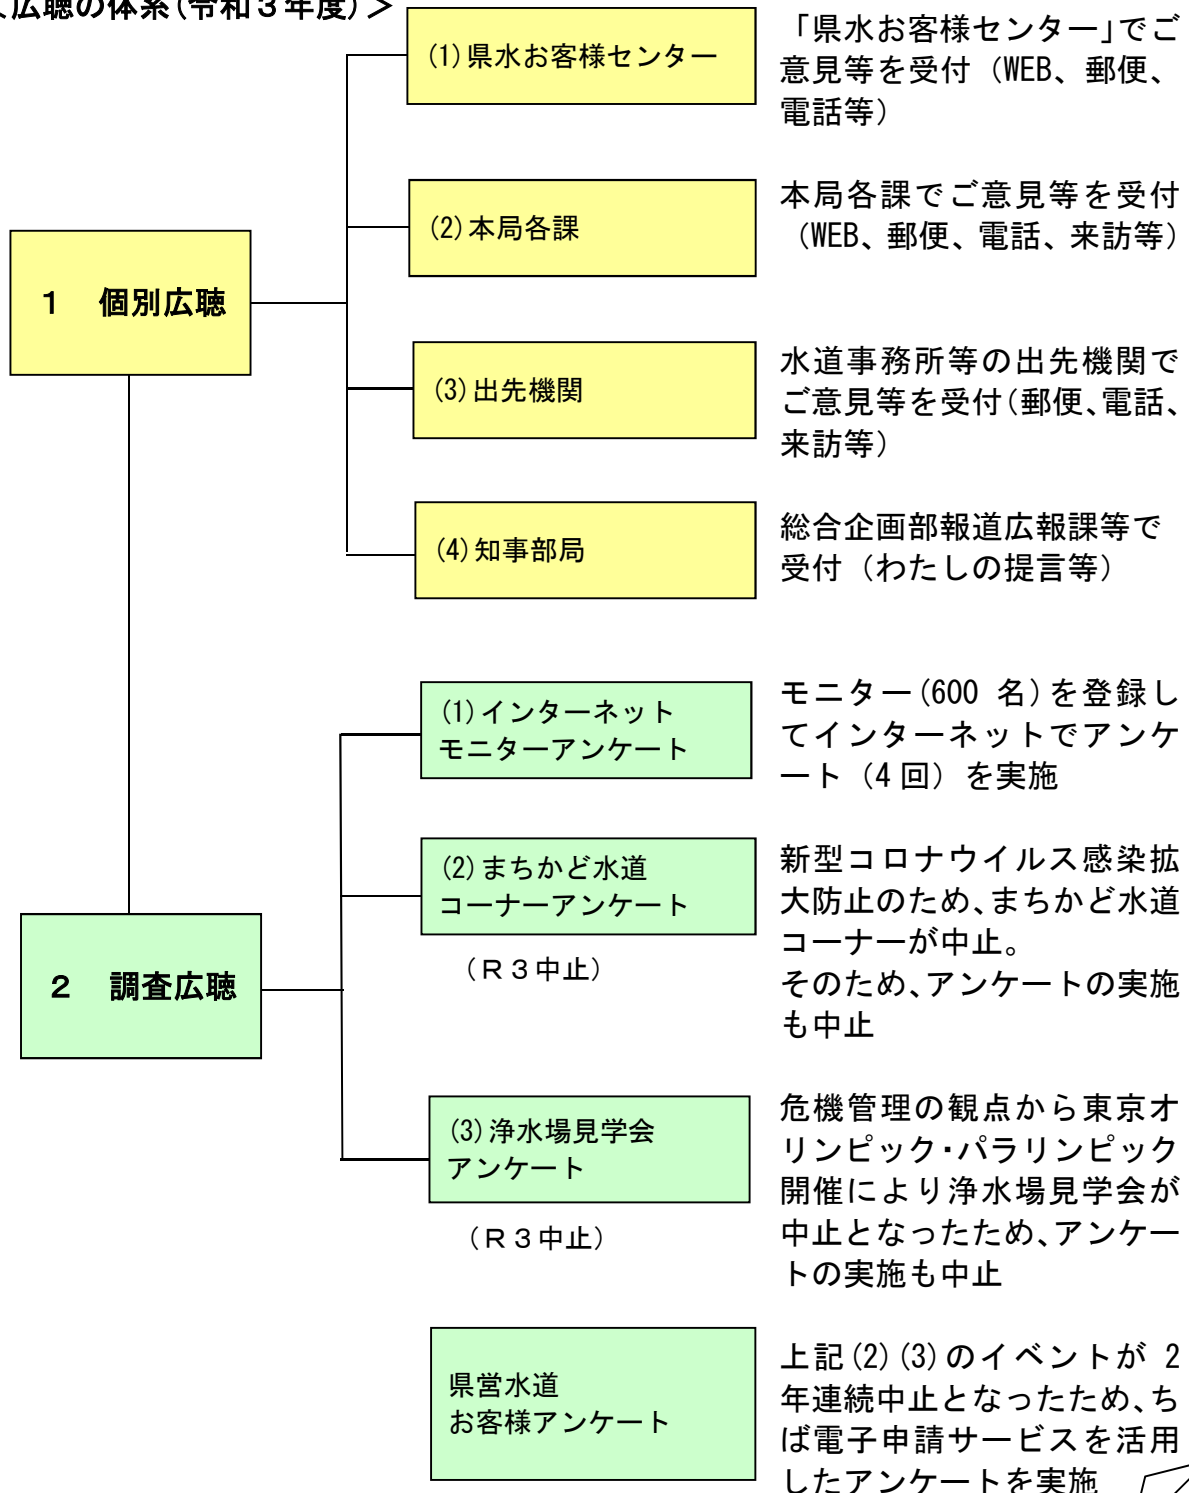 ＜広聴の体系(令和３年度)＞
(1)県水お客様センター
「県水お客様センター」でご
意見等を受付（WEB、郵便、
電話等）
(2)本局各課
本局各課でご意見等を受付
（WEB、郵便、電話、来訪等）
１　個別広聴
(3)出先機関
水道事務所等の出先機関で
ご意見等を受付(郵便、電話、
来訪等）
(4)知事部局
総合企画部報道広報課等で
受付（わたしの提言等）
(1)インターネット
モニターアンケート
モニター(600 名)を登録し
てインターネットでアンケ
ート（4回）を実施
(2)まちかど水道
コーナーアンケート
（Ｒ３中止）
新型コロナウイルス感染拡
大防止のため、まちかど水道
コーナーが中止。
そのため、アンケートの実施
も中止
２　調査広聴
(3)浄水場見学会
アンケート
（Ｒ３中止）
危機管理の観点から東京オ
リンピック・パラリンピック
開催により浄水場見学会が
中止となったため、アンケー
トの実施も中止
県営水道
お客様アンケート
上記(2)(3)のイベントが 2
年連続中止となったため、ち
ば電子申請サービスを活用
したアンケートを実施